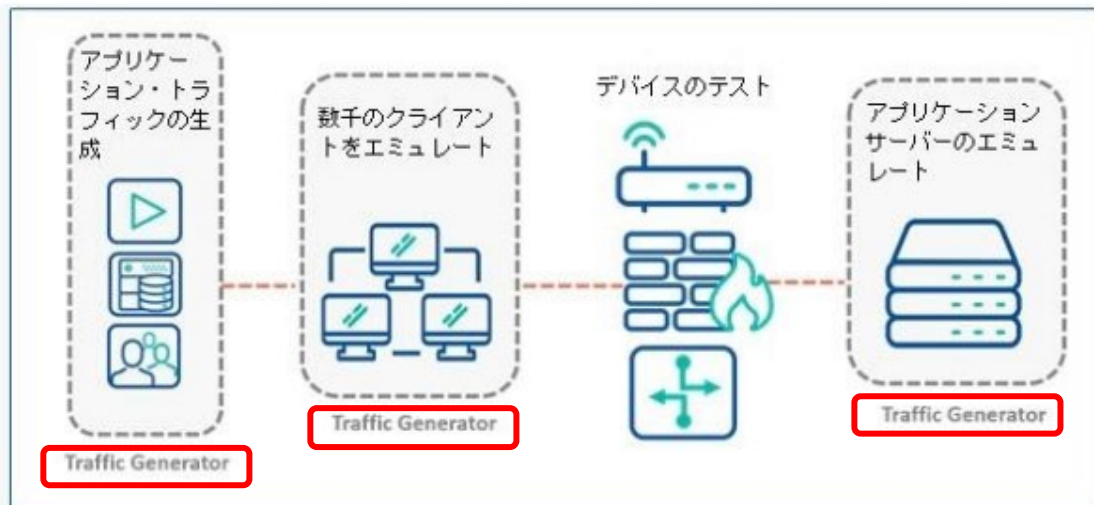 アプリケー
ション・トラ
フィックの生
成
Traffic Generator
数千のクライアン
トをエミュレート
Traffic Generator
デバイスのテスト
アプリケーション
サーバーのエミュ
レート
Traffic Generator